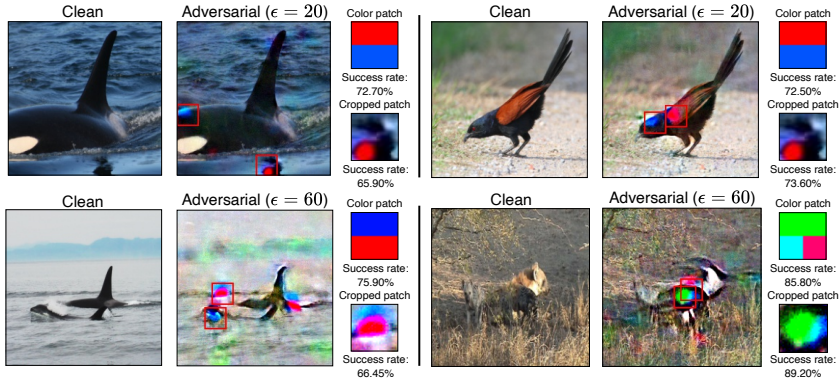 Clean
Adversarial (ϵ = 20)
Color patch
Success rate:
72.70%
Cropped patch
Success rate:
65.90%
Clean
Adversarial (ϵ = 20)
Color patch
Success rate:
72.50%
Cropped patch
Success rate:
73.60%
Clean
Adversarial (ϵ = 60)
Color patch
Success rate:
75.90%
Cropped patch
Success rate:
66.45%
Clean
Adversarial (ϵ = 60)
Color patch
Success rate:
85.80%
Cropped patch
Success rate:
89.20%